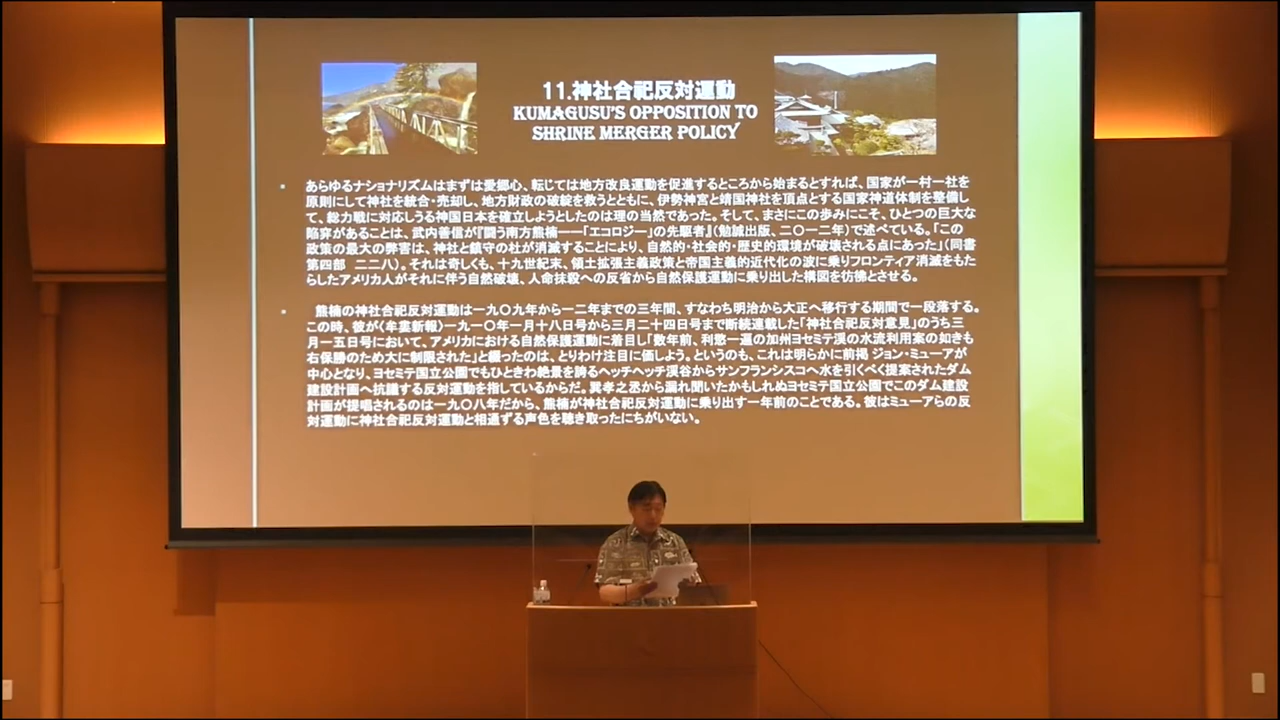 11.神社合祀反対運動
KUMAGUSU'S OPPOSITION TO
SHRINE MERGER POLICY
あらゆるナショナリズムはまずは愛郷心、転じては地方改良運動を促進するところから始まるとすれば、国家が一村一社を
原則にして神社を統合・売却し、地方財政の破綻を救うとともに、伊勢神宮と靖国神社を頂点とする国家神道体制を整備し
て、総力戦に対応しうる神国日本を確立しようとしたのは理の当然であった。そして、まさにこの歩みにこそ、ひとつの巨大な
陥穽があることは、武内善信が『闘う南方熊楠――「エコロジー」の先駆者』(勉誠出版、二〇一二年)で述べている。「この
政策の最大の弊害は、神社と鎮守の社が消滅することにより、自然的・社会的・歴史的環境が破壊される点にあった」(同書
第四部 二二八)。それは奇しくも、十九世紀末、領土拡張主義政策と帝国主義的近代化の波に乗りフロンティア消滅をもた
らしたアメリカ人がそれに伴う自然破壊、人命抹殺への反省から自然保護運動に乗り出した構図を彷彿とさせる。
熊楠の神社合祀反対運動は一九〇九年から一二年までの三年間、すなわち明治から大正へ移行する期間で一段落する。
この時、彼が〈牟婁新報〉一九一〇年一月十八日号から三月二十四日号まで断続連載した「神社合祀反対意見」のうち三
月一五日号において、アメリカにおける自然保護運動に着目し「数年前、利慾一遍の加州ヨセミテ渓の水流利用案の如きも
右保勝のため大に制限された」と綴ったのは、とりわけ注目に価しよう。というのも、これは明らかに前掲 ジョン・ミューアが
中心となり、ヨセミテ国立公園でもひときわ絶景を誇るヘッチヘッチ渓谷からサンフランシスコへ水を引くべく提案されたダム
建設計画へ抗議する反対運動を指しているからだ。巽孝之丞から漏れ聞いたかもしれぬヨセミテ国立公園でこのダム建設
計画が提唱されるのは一九〇八年だから、熊楠が神社合祀反対運動に乗り出す一年前のことである。彼はミューアらの反
対運動に神社合祀反対運動と相通ずる声色を聴き取ったにちがいない。